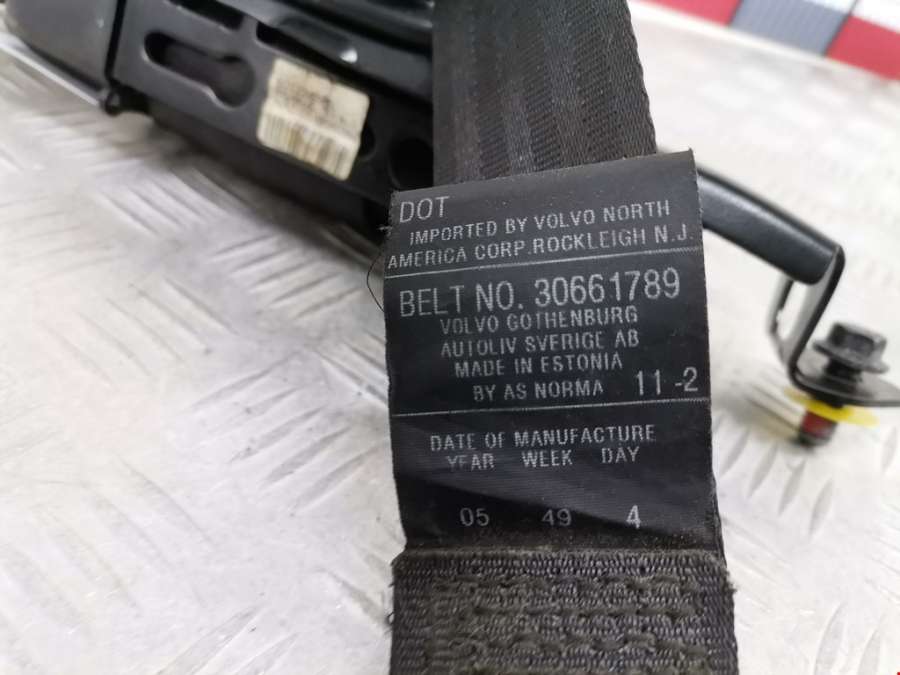 DOT
IMPORTED BY VOLVO NORTH
AMERICA CORP.ROCKLEIGH N.J.
BELT NO. 30661789
VOLVO GOTHENBURG
AUTOLIV SVERIGE AB
MADE IN ESTONIA
BY AS NORMA 11-2
DATE OF MANUFACTURE
YEAR WEEK DAY
05 49 4